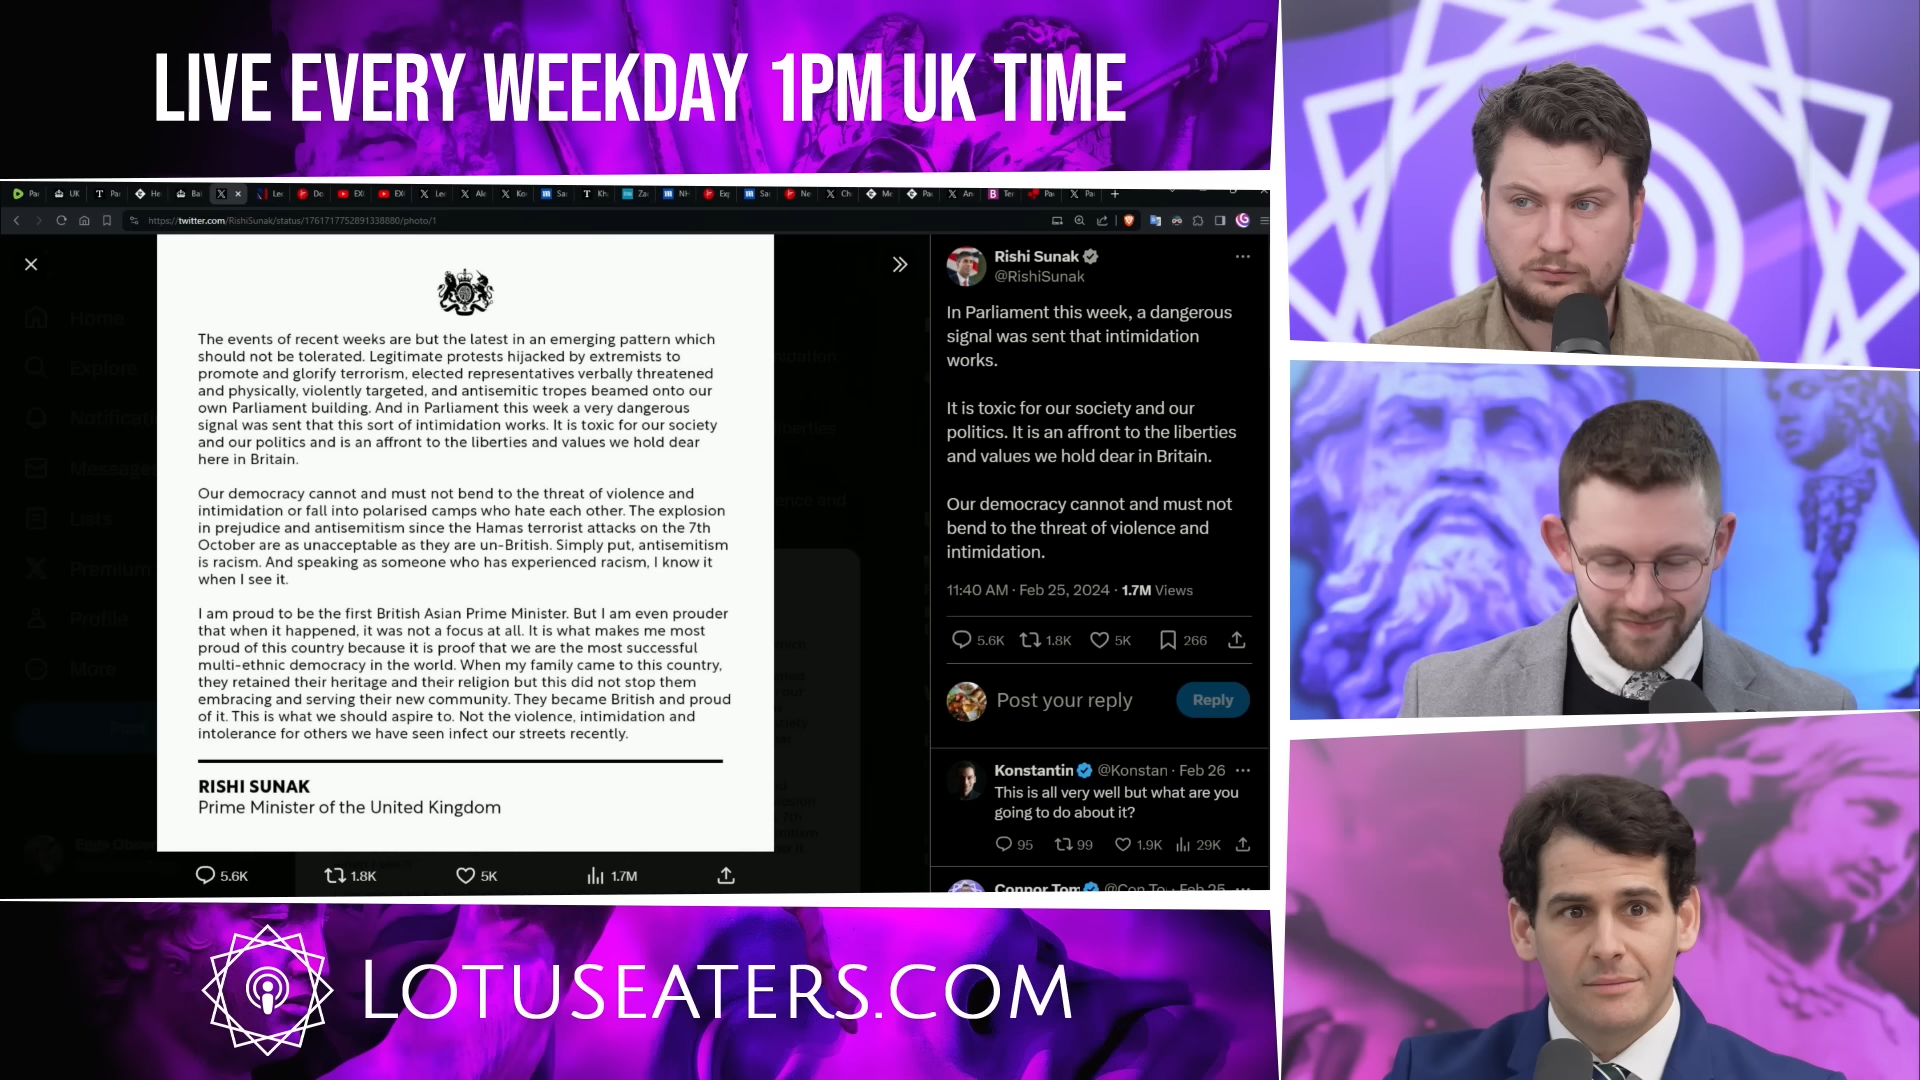 LIVE EVERY WEEKDAY 1PM UK TIME
https://twitter.com/RishiSunak/status/1761717752891338880/photo/1
The events of recent weeks are but the latest in an emerging pattern which
should not be tolerated. Legitimate protests hijacked by extremists to
promote and glorify terrorism, elected representatives verbally threatened
and physically, violently targeted, and antisemitic tropes beamed onto our
own Parliament building. And in Parliament this week a very dangerous
signal was sent that this sort of intimidation works. It is toxic for our society
and our politics and is an affront to the liberties and values we hold dear
here in Britain.
Our democracy cannot and must not bend to the threat of violence and
intimidation or fall into polarised camps who hate each other. The explosion
in prejudice and antisemitism since the Hamas terrorist attacks on the 7th
October are as unacceptable as they are un-British. Simply put, antisemitism
is racism. And speaking as someone who has experienced racism, I know it
when I see it.
I am proud to be the first British Asian Prime Minister. But I am even prouder
that when it happened, it was not a focus at all. It is what makes me most
proud of this country because it is proof that we are the most successful
multi-ethnic democracy in the world. When my family came to this country,
they retained their heritage and their religion but this did not stop them
embracing and serving their new community. They became British and proud
of it. This is what we should aspire to. Not the violence, intimidation and
intolerance for others we have seen infect our streets recently.
RISHI SUNAK
Prime Minister of the United Kingdom
5.6K 1.8K 5K 1.7M
Home
Explore
Lists
Premium
Profile
More
Rishi Sunak
@RishiSunak
In Parliament this week, a dangerous
signal was sent that intimidation
works.
It is toxic for our society and our
politics. It is an affront to the liberties
and values we hold dear in Britain.
Our democracy cannot and must not
bend to the threat of violence and
intimidation.
11:40 AM · Feb 25, 2024 · 1.7M Views
5.6K 1.8K 5K 266
Post your reply
Reply
Konstantin @Konstan · Feb 26
This is all very well but what are you
going to do about it?
95 99 1.9K 29K
Connor Tom @Con_To · Feb 25
LOTUSEATERS.COM